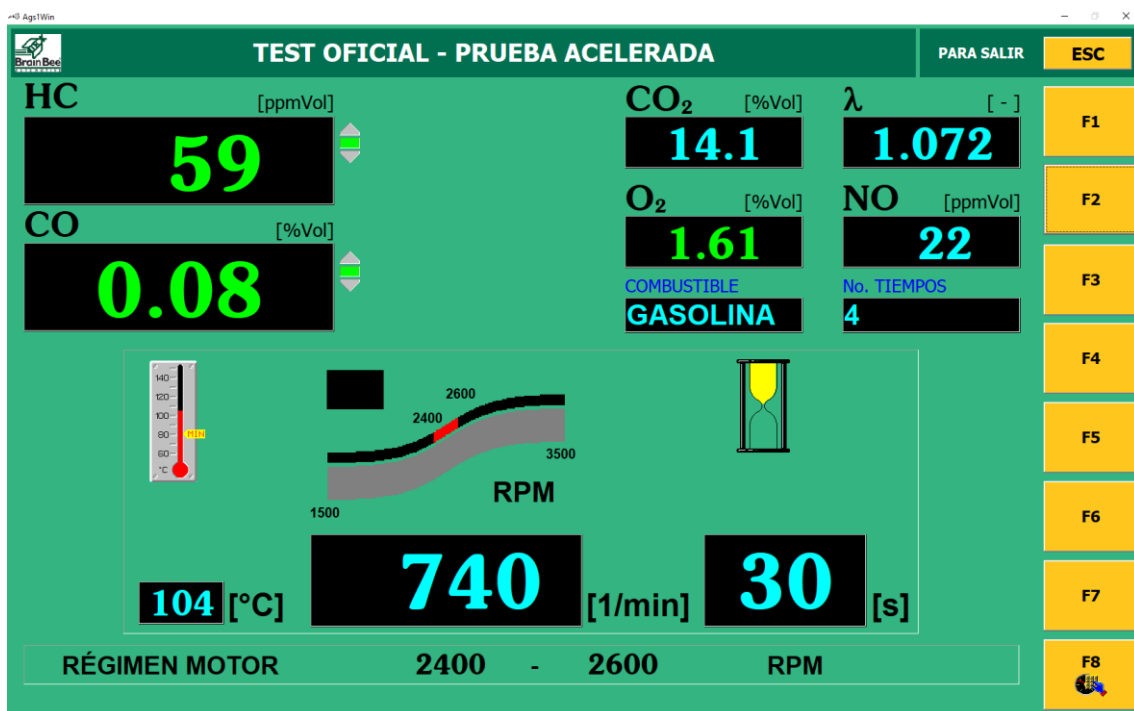 Ags1Win
BrainBee
AUTOMOTIVE
TEST OFICIAL - PRUEBA ACELERADA
PARA SALIR
ESC
HC [ppmVol]
59
CO [%Vol]
0.08
CO₂ [%Vol]
14.1
λ [ - ]
1.072
O₂ [%Vol]
1.61
NO [ppmVol]
22
COMBUSTIBLE
GASOLINA
No. TIEMPOS
4
140
120
100
80 MIN
60
°C
2600
2400
3500
1500
RPM
104 [°C]
740 [1/min]
30 [s]
RÉGIMEN MOTOR 2400 - 2600 RPM
F1
F2
F3
F4
F5
F6
F7
F8